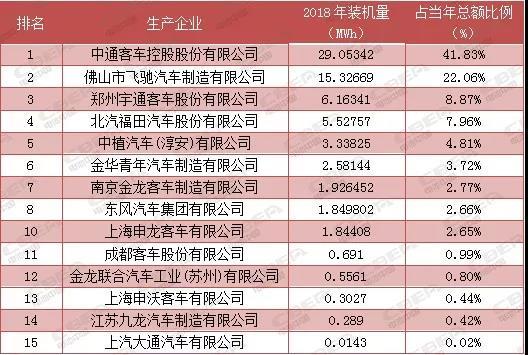 排名 生产企业 2018年装机量（MWh） 占当年总额比例（%）
1 中通客车控股股份有限公司 29.05342 41.83%
2 佛山市飞驰汽车制造有限公司 15.32669 22.06%
3 郑州宇通客车股份有限公司 6.16341 8.87%
4 北汽福田汽车股份有限公司 5.52757 7.96%
5 中植汽车(淳安)有限公司 3.33825 4.81%
6 金华青年汽车制造有限公司 2.58144 3.72%
7 南京金龙客车制造有限公司 1.926452 2.77%
8 东风汽车集团有限公司 1.849802 2.66%
10 上海申龙客车有限公司 1.84408 2.65%
11 成都客车股份有限公司 0.691 0.99%
12 金龙联合汽车工业(苏州)有限公司 0.5561 0.80%
13 上海申沃客车有限公司 0.3027 0.44%
14 江苏九龙汽车制造有限公司 0.289 0.42%
15 上汽大通汽车有限公司 0.0143 0.02%